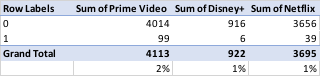 Row Labels Sum of Prime Video Sum of Disney+ Sum of Netflix
0 4014 916 3656
1 99 6 39
Grand Total 4113 922 3695
2% 1% 1%